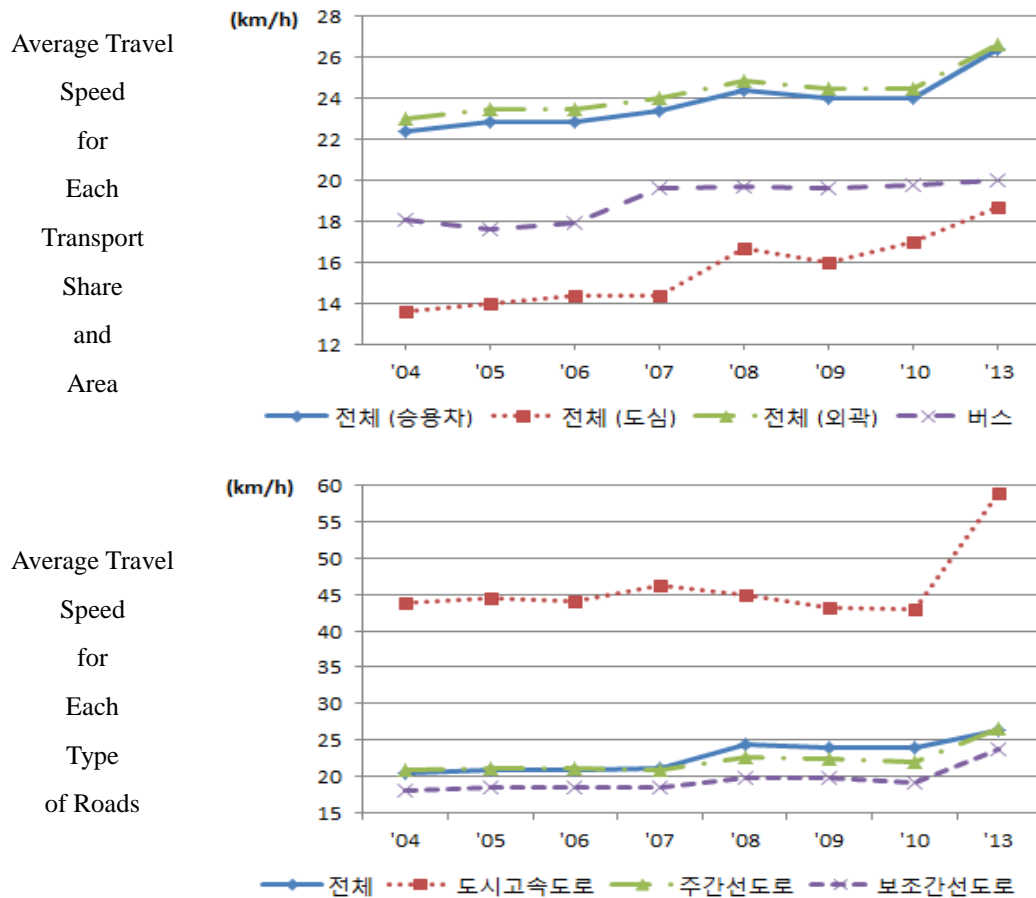 Average Travel
Speed
for
Each
Transport
Share
and
Area
(km/h)
28
26
24
22
20
18
16
14
12
'04 '05 '06 '07 '08 '09 '10 '13
전체 (승용차) 전체 (도심) 전체 (외곽) 버스
Average Travel
Speed
for
Each
Type
of Roads
(km/h)
60
55
50
45
40
35
30
25
20
15
'04 '05 '06 '07 '08 '09 '10 '13
전체 도시고속도로 주간선도로 보조간선도로